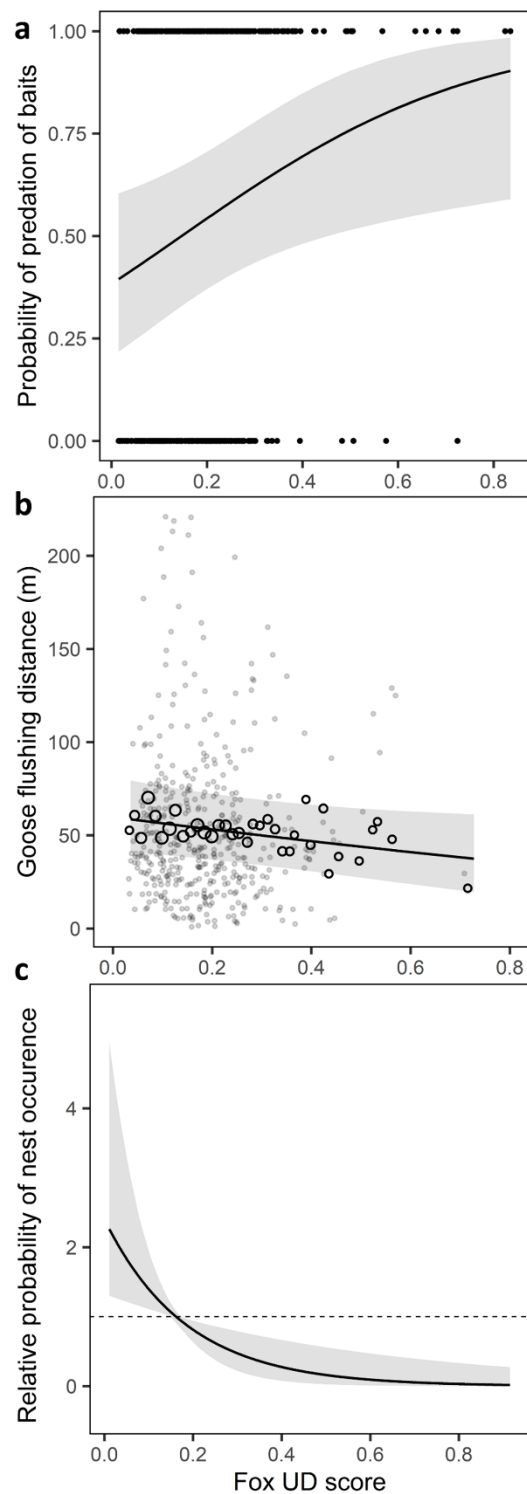 a
1.00
0.75
0.50
0.25
0.00
Probability of predation of baits
0.0 0.2 0.4 0.6 0.8
b
200
150
100
50
0
Goose flushing distance (m)
0.0 0.2 0.4 0.6 0.8
c
4
2
0
Relative probability of nest occurence
0.0 0.2 0.4 0.6 0.8
Fox UD score